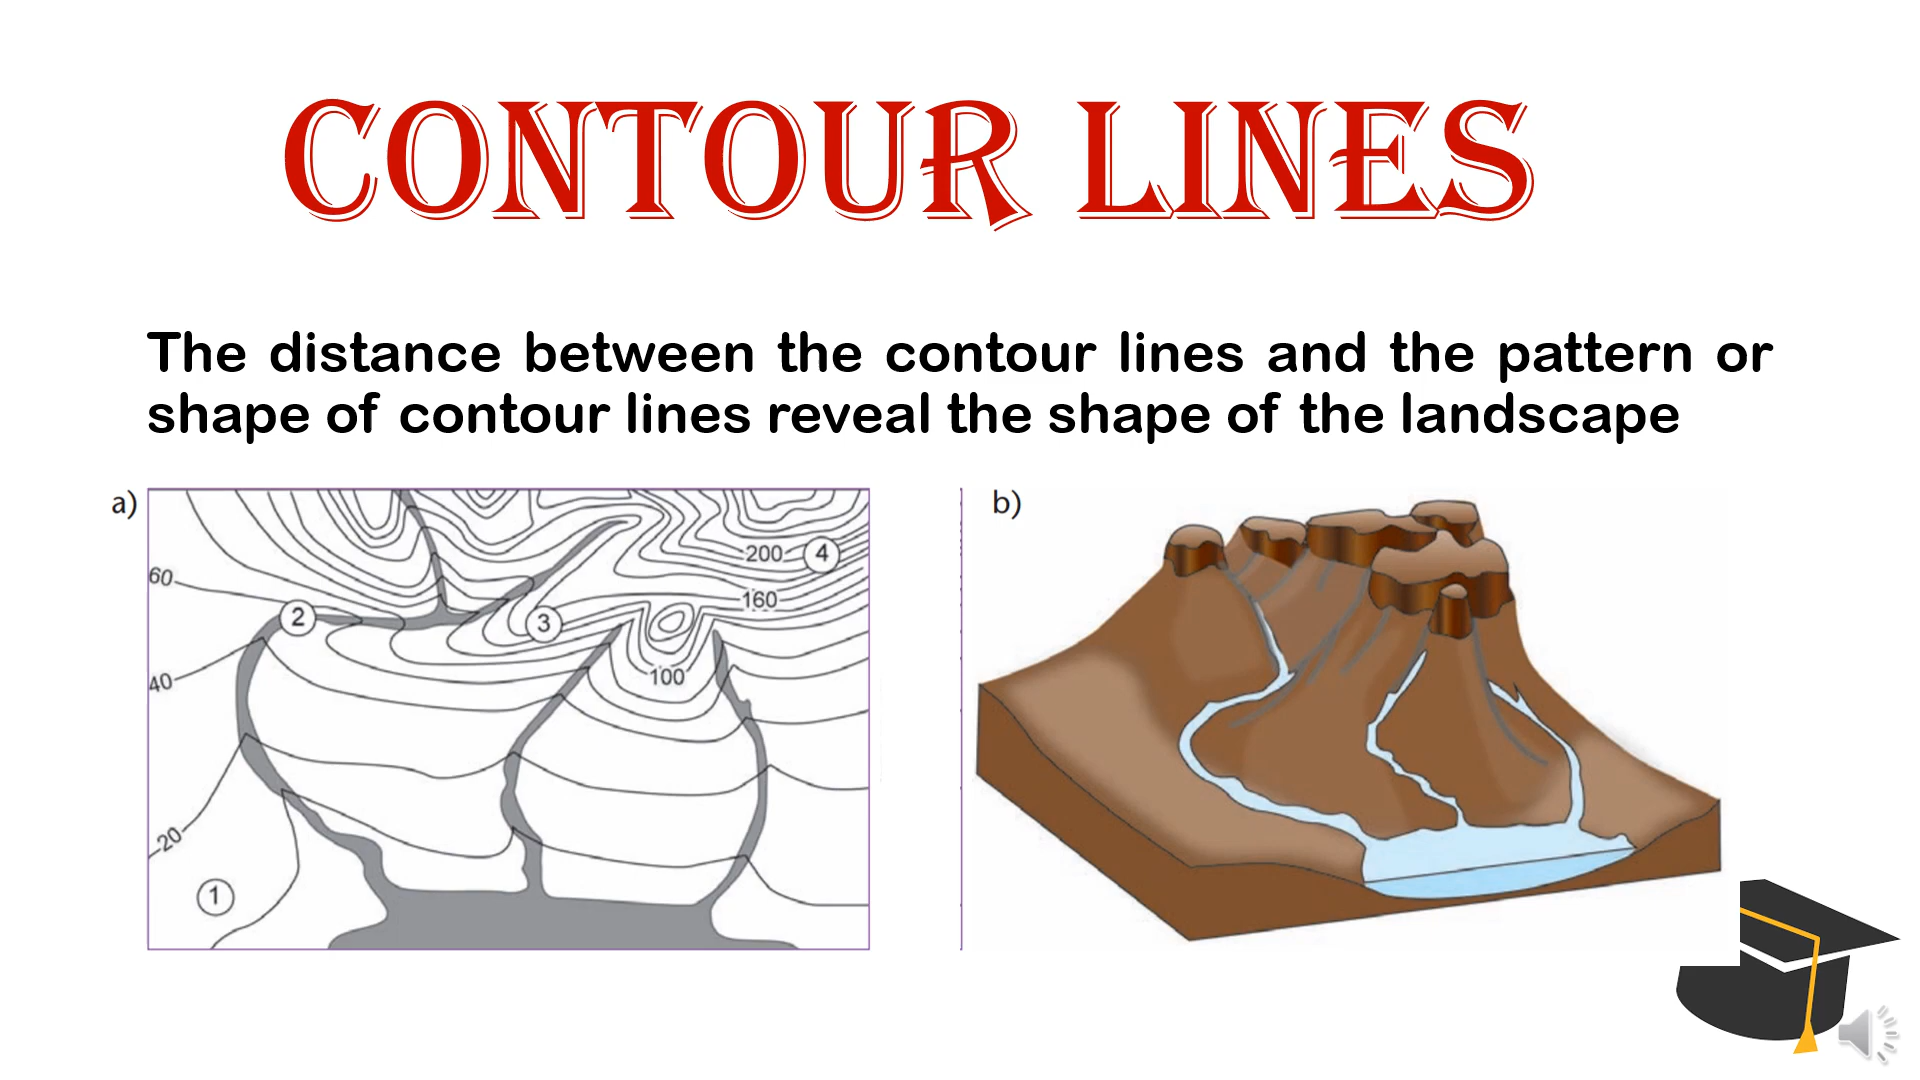 CONTOUR LINES
The distance between the contour lines and the pattern or
shape of contour lines reveal the shape of the landscape
a)
b)
200
4
60
160
2
3
100
40
20
1